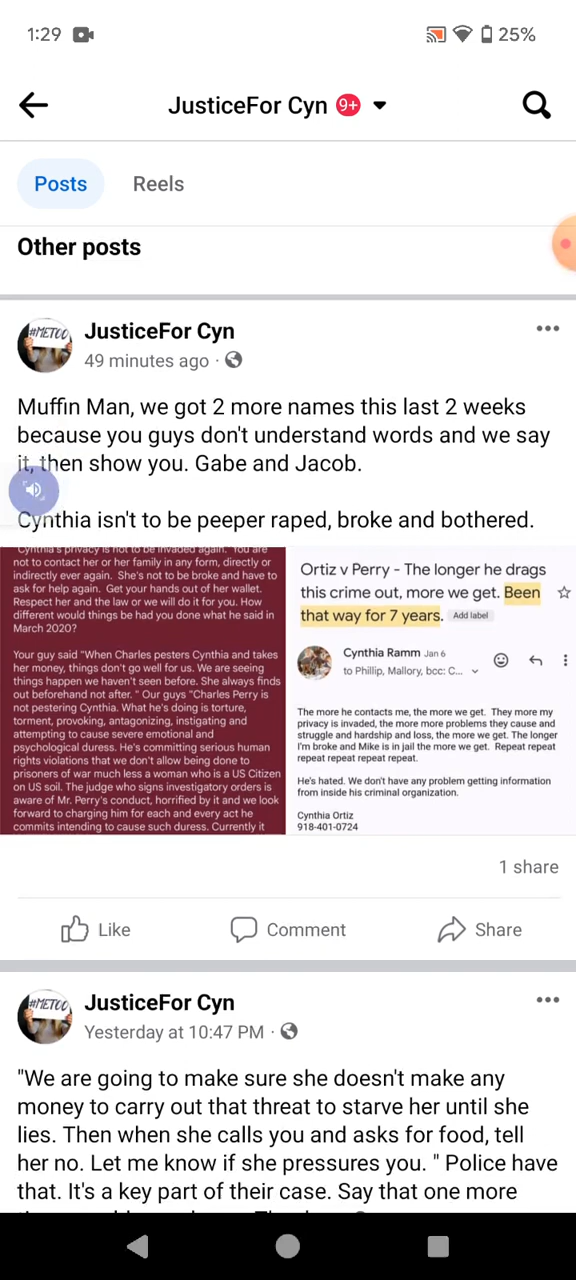 1:29
25%
JusticeFor Cyn 9+
Posts
Reels
Other posts
JusticeFor Cyn
49 minutes ago ·
Muffin Man, we got 2 more names this last 2 weeks
because you guys don't understand words and we say
it, then show you. Gabe and Jacob.
Cynthia isn't to be peeper raped, broke and bothered.
Cynthia's privacy is not to be invaded again. You are
not to contact her or her family in any form, directly or
indirectly ever again. She's not to be broke and have to
ask for help again. Get your hands out of her wallet.
Respect her and the law or we will do it for you. How
different would things be had you done what he said in
March 2020?
Your guy said "When Charles pesters Cynthia and takes
her money, things don't go well for us. We are seeing
things happen we haven't seen before. She always finds
out beforehand not after. " Our guys "Charles Perry is
not pestering Cynthia. What he's doing is torture,
torment, provoking, antagonizing, instigating and
attempting to cause severe emotional and
psychological duress. He's committing serious human
rights violations that we don't allow being done to
prisoners of war much less a woman who is a US Citizen
on US soil. The judge who signs investigatory orders is
aware of Mr. Perry's conduct, horrified by it and we look
forward to charging him for each and every act he
commits intending to cause such duress. Currently it
Ortiz v Perry - The longer he drags
this crime out, more we get. Been
that way for 7 years. Add label
Cynthia Ramm Jan 6
to Phillip, Mallory, bcc: C...
The more he contacts me, the more we get. They more my
privacy is invaded, the more more problems they cause and
struggle and hardship and loss, the more we get. The longer
I'm broke and Mike is in jail the more we get. Repeat repeat
repeat repeat repeat repeat.
He's hated. We don't have any problem getting information
from inside his criminal organization.
Cynthia Ortiz
918-401-0724
1 share
Like
Comment
Share
JusticeFor Cyn
Yesterday at 10:47 PM ·
"We are going to make sure she doesn't make any
money to carry out that threat to starve her until she
lies. Then when she calls you and asks for food, tell
her no. Let me know if she pressures you. " Police have
that. It's a key part of their case. Say that one more